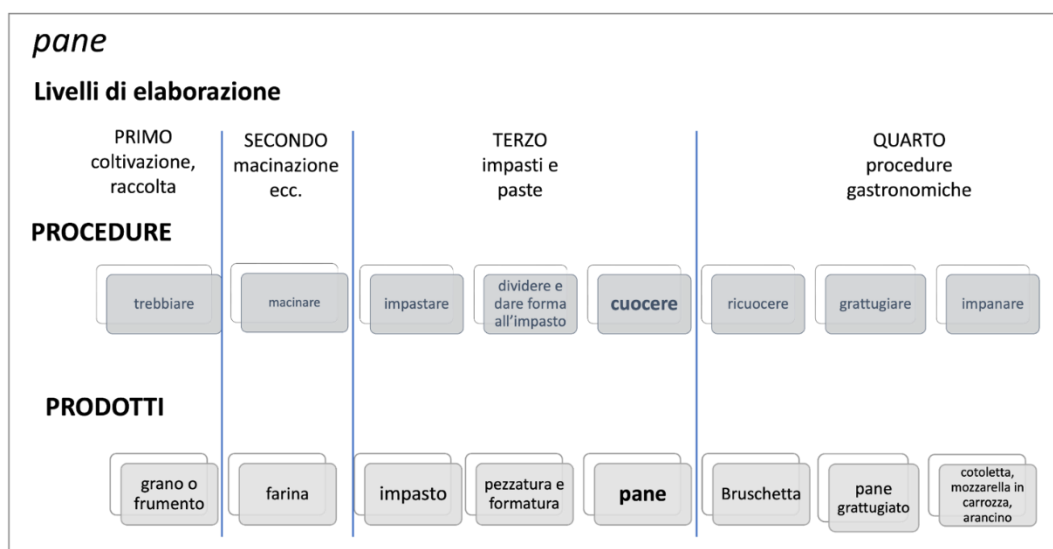 pane
Livelli di elaborazione
PRIMO
coltivazione,
raccolta
SECONDO
macinazione
ecc.
TERZO
impasti e
paste
QUARTO
procedure
gastronomiche
PROCEDURE
trebbiare
macinare
impastare
dividere e
dare forma
all’impasto
cuocere
ricuocere
grattugiare
impanare
PRODOTTI
grano o
frumento
farina
impasto
pezzatura e
formatura
pane
Bruschetta
pane
grattugiato
cotoletta,
mozzarella in
carrozza,
arancino